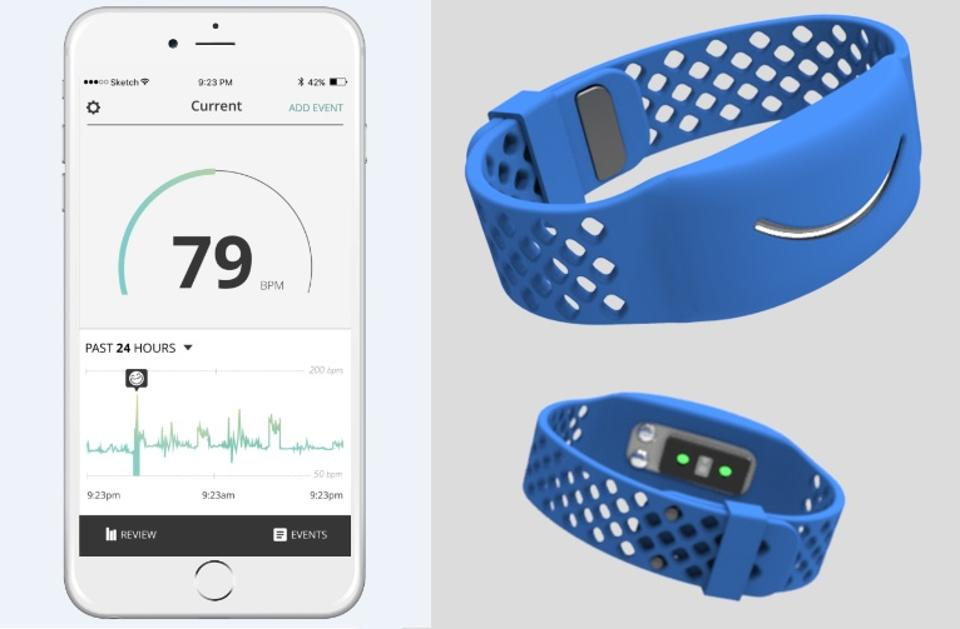 Sketch 9:23 PM 42%
Current ADD EVENT
79 BPM
PAST 24 HOURS
200 bpm
50 bpm
9:23pm 9:23am 9:23pm
REVIEW EVENTS